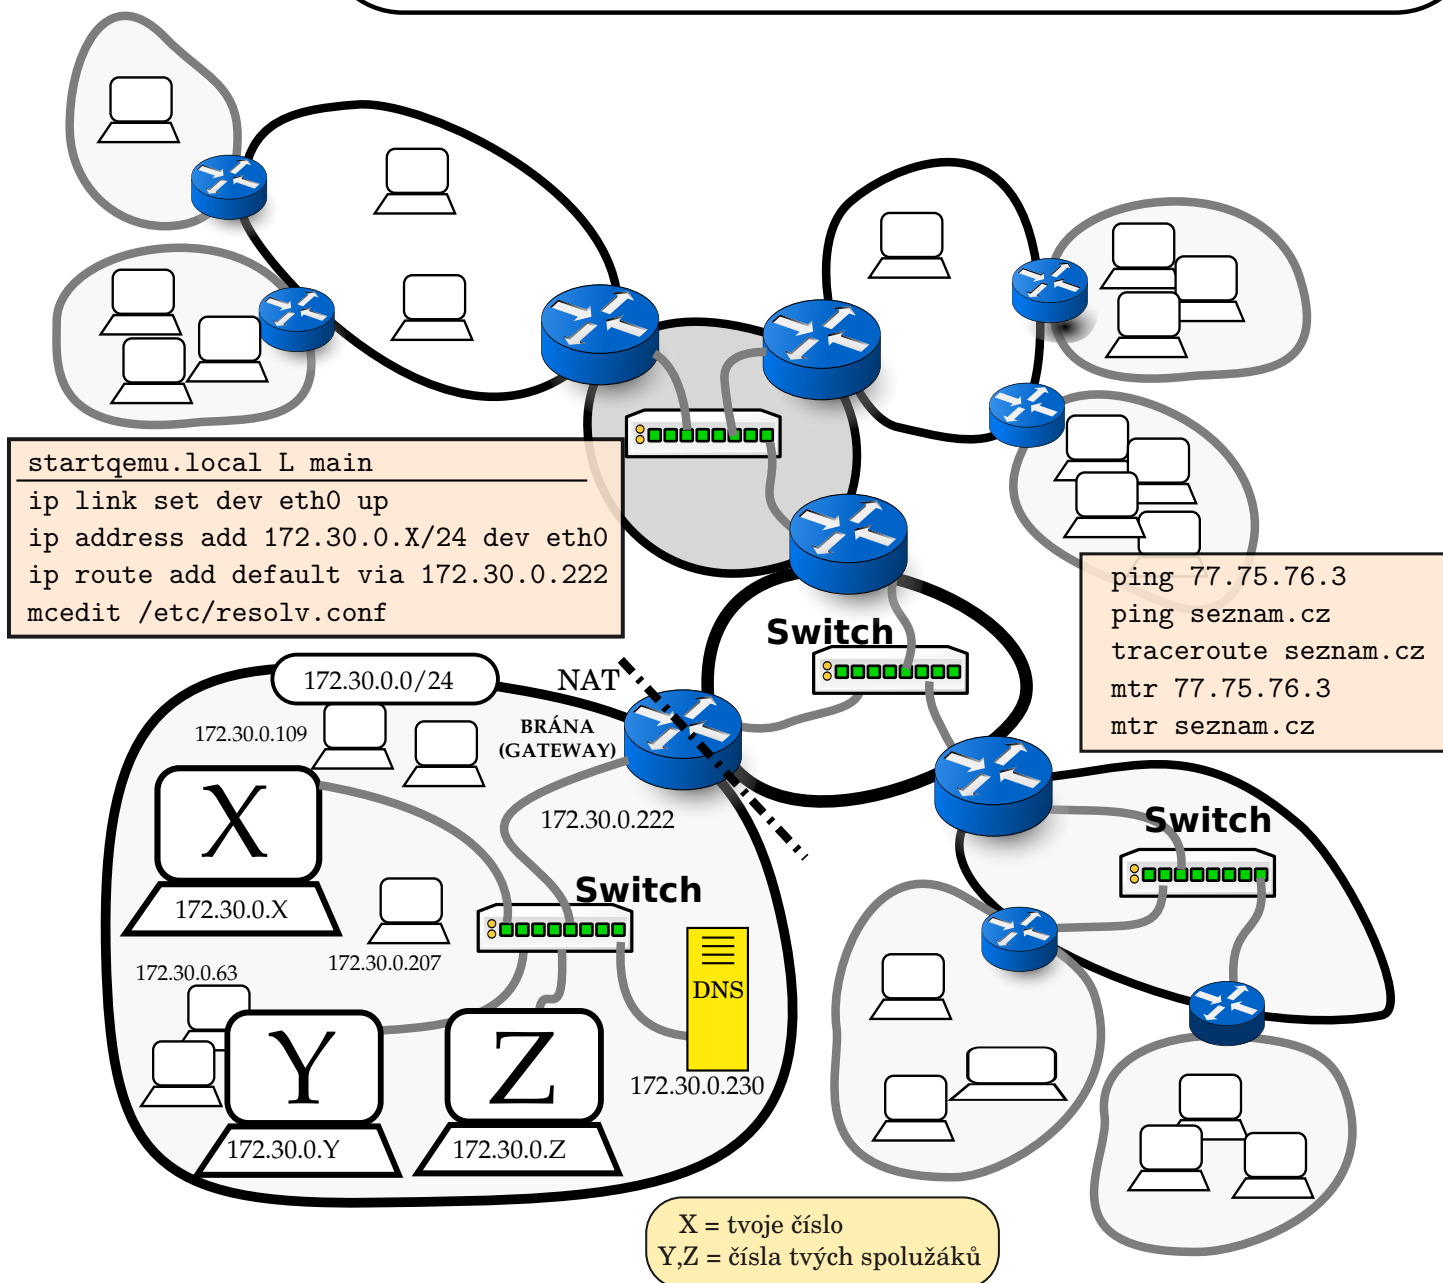 startqemu.local L main
ip link set dev eth0 up
ip address add 172.30.0.X/24 dev eth0
ip route add default via 172.30.0.222
mcedit /etc/resolv.conf
ping 77.75.76.3
ping seznam.cz
traceroute seznam.cz
mtr 77.75.76.3
mtr seznam.cz
Switch
172.30.0.0/24
NAT
172.30.0.109
BRÁNA
(GATEWAY)
X
172.30.0.222
Switch
172.30.0.X
Switch
172.30.0.207
172.30.0.63
DNS
Y
Z
172.30.0.230
172.30.0.Y
172.30.0.Z
X = tvoje číslo
Y,Z = čísla tvých spolužáků